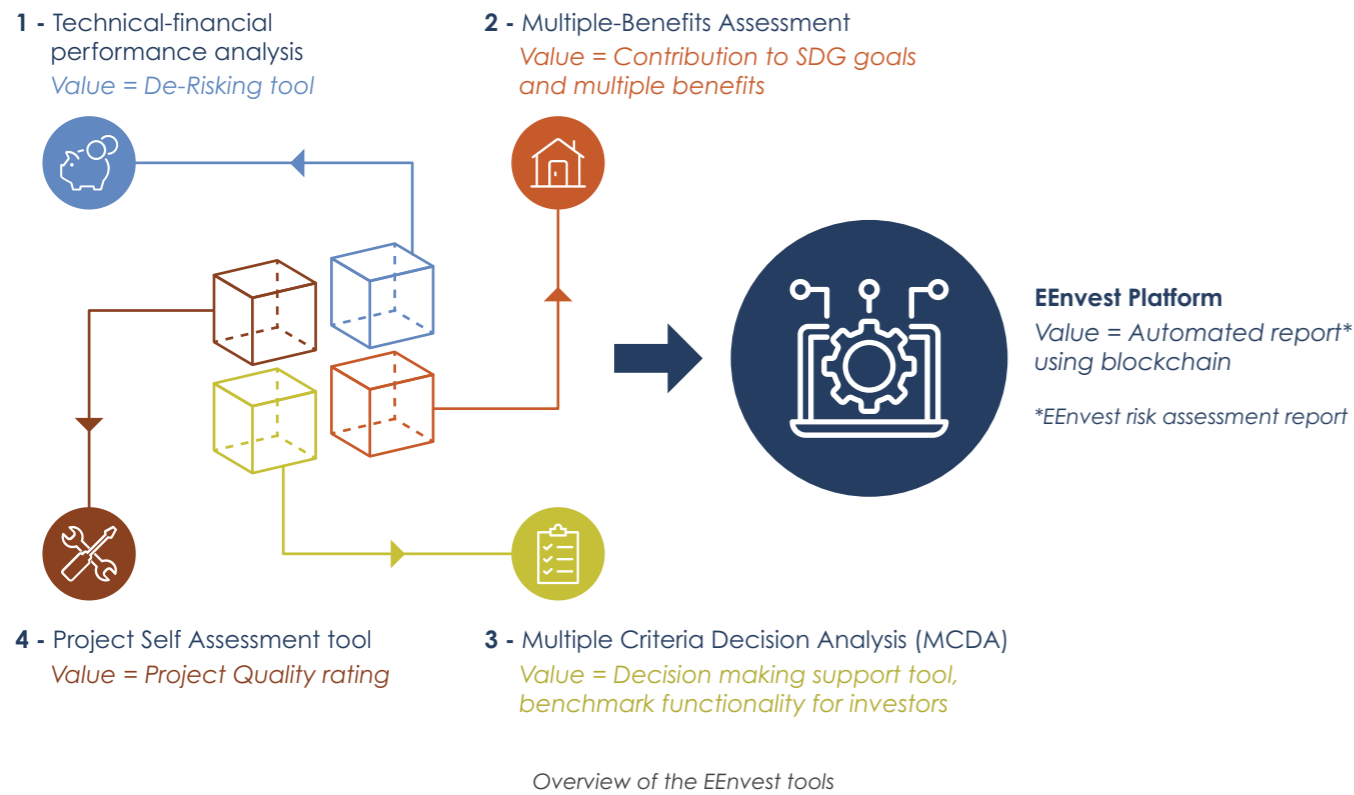 1 - Technical-financial
performance analysis
Value = De-Risking tool
2 - Multiple-Benefits Assessment
Value = Contribution to SDG goals
and multiple benefits
EEnvest Platform
Value = Automated report*
using blockchain
*EEnvest risk assessment report
4 - Project Self Assessment tool
Value = Project Quality rating
3 - Multiple Criteria Decision Analysis (MCDA)
Value = Decision making support tool,
benchmark functionality for investors
Overview of the EEnvest tools